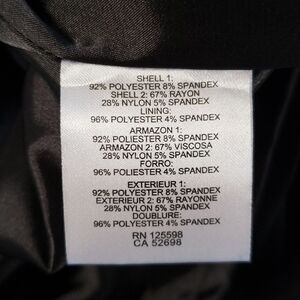 SHELL 1:
92% POLYESTER 8% SPANDEX
SHELL 2: 67% RAYON
28% NYLON 5% SPANDEX
LINING:
96% POLYESTER 4% SPANDEX
ARMAZON 1:
92% POLIESTER 8% SPANDEX
ARMAZON 2: 67% VISCOSA
28% NYLON 5% SPANDEX
FORRO:
96% POLIESTER 4% SPANDEX
EXTERIEUR 1:
92% POLYESTER 8% SPANDEX
EXTERIEUR 2: 67% RAYONNE
28% NYLON 5% SPANDEX
DOUBLURE:
96% POLYESTER 4% SPANDEX
RN 125598
CA 52698